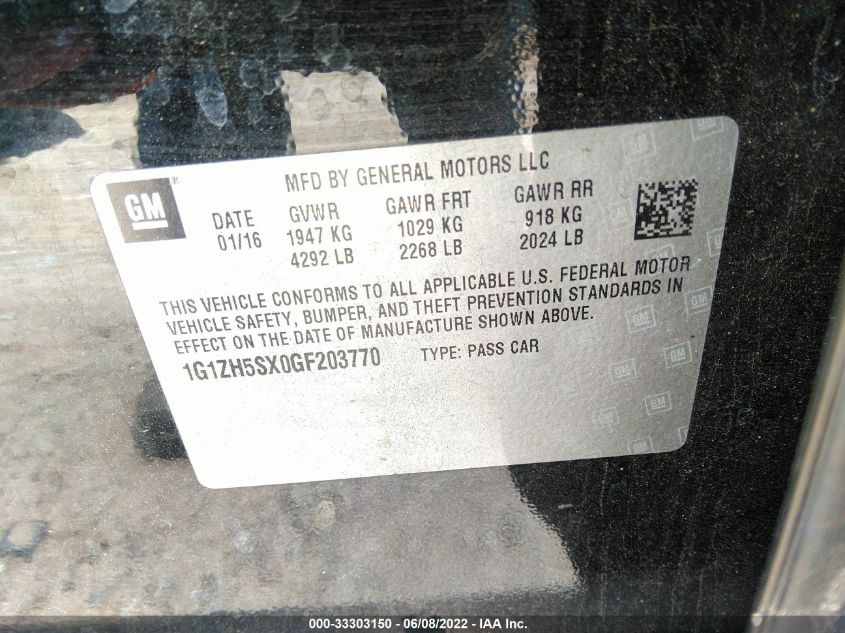 MFD BY GENERAL MOTORS LLC
GM®
DATE GVWR GAWR FRT GAWR RR
01/16 1947 KG 1029 KG 918 KG
4292 LB 2268 LB 2024 LB
THIS VEHICLE CONFORMS TO ALL APPLICABLE U.S. FEDERAL MOTOR
VEHICLE SAFETY, BUMPER, AND THEFT PREVENTION STANDARDS IN
EFFECT ON THE DATE OF MANUFACTURE SHOWN ABOVE.
1G1ZH5SX0GF203770 TYPE: PASS CAR
000-33303150 - 06/08/2022 - IAA Inc.